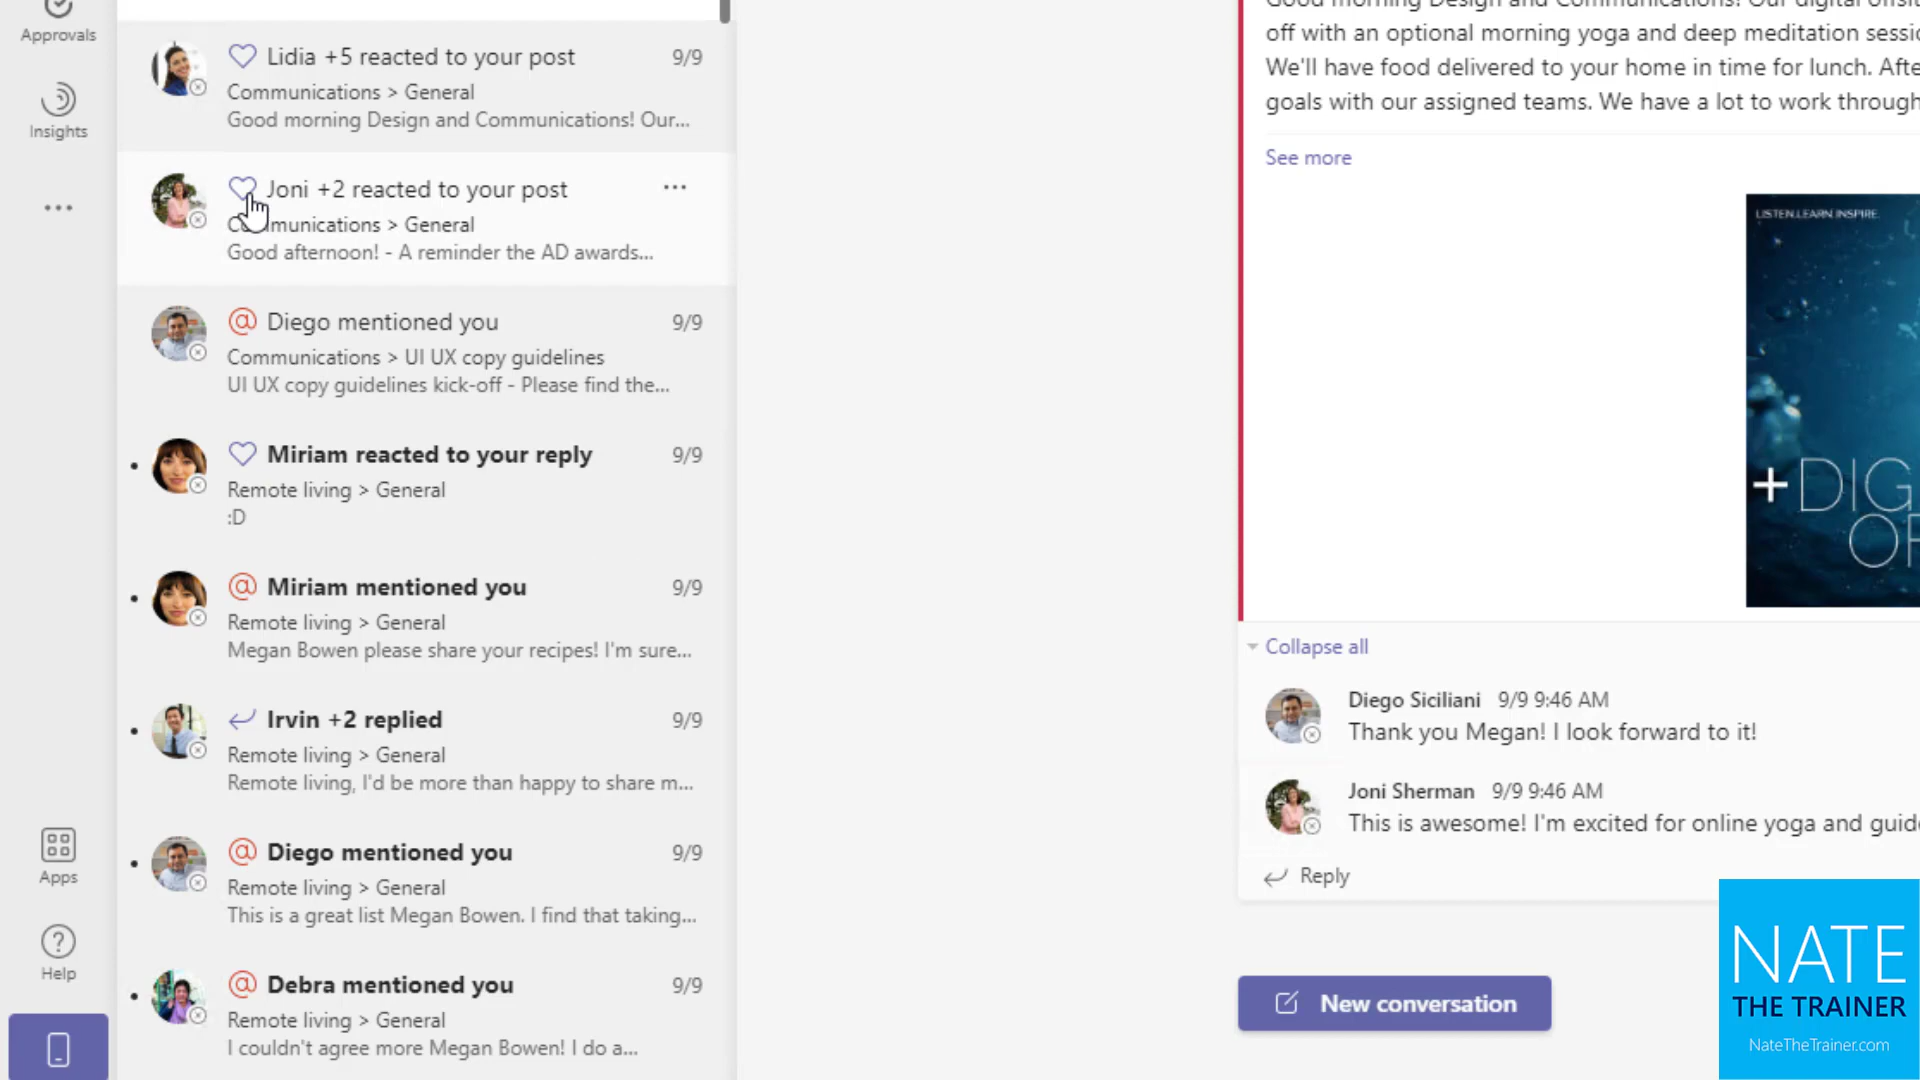 Approvals
Insights
Lidia +5 reacted to your post 9/9
Communications > General
Good morning Design and Communications! Our...
Joni +2 reacted to your post
Communications > General
Good afternoon! - A reminder the AD awards...
@ Diego mentioned you 9/9
Communications > UI UX copy guidelines
UI UX copy guidelines kick-off - Please find the...
Miriam reacted to your reply 9/9
Remote living > General
:D
@ Miriam mentioned you 9/9
Remote living > General
Megan Bowen please share your recipes! I'm sure...
Irvin +2 replied 9/9
Remote living > General
Remote living, I'd be more than happy to share m...
@ Diego mentioned you 9/9
Remote living > General
This is a great list Megan Bowen. I find that taking...
@ Debra mentioned you 9/9
Remote living > General
I couldn't agree more Megan Bowen! I do a...
Apps
Help
Good morning Design and Communications! Our digital
off with an optional morning yoga and deep meditation
We'll have food delivered to your home in time for lunch.
goals with our assigned teams. We have a lot to work through
See more
LISTEN.LEARN.INSPIRE.
+DIG
OF
Collapse all
Diego Siciliani 9/9 9:46 AM
Thank you Megan! I look forward to it!
Joni Sherman 9/9 9:46 AM
This is awesome! I'm excited for online yoga and
Reply
New conversation
NATE
THE TRAINER
NateTheTrainer.com